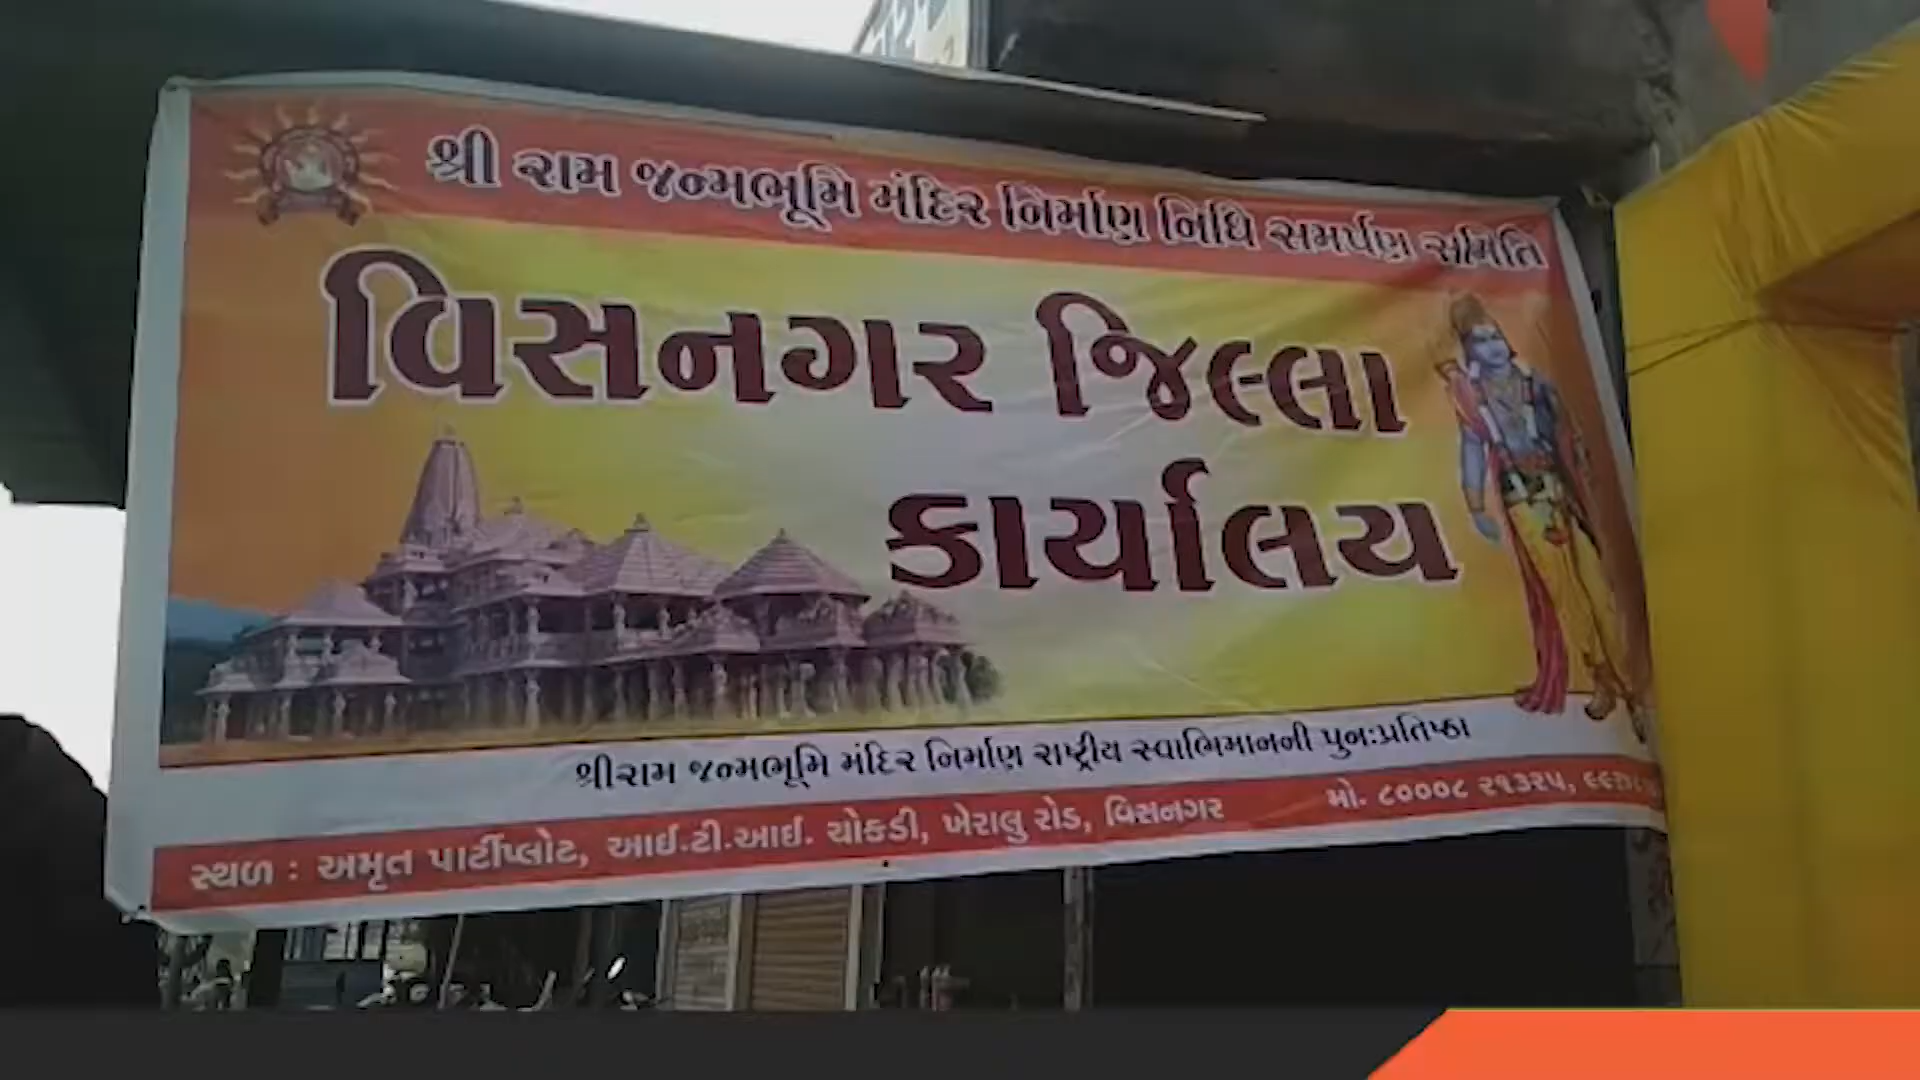 શ્રી રામ જન્મભૂમિ મંદિર નિર્માણ નિધિ સમર્પણ સમિતિ
વિસનગર જિલ્લા
કાર્યાલય
શ્રીરામ જન્મભૂમિ મંદિર નિર્માણ રાષ્ટ્રીય સ્વાભિમાનની પુનઃપ્રતિષ્ઠા
સ્થળ : અમૃત પાર્ટીપ્લોટ, આઈ.ટી.આઈ. ચોકડી, ખેરાલુ રોડ, વિસનગર મો. ૮૦૦૦૮ ૨૧૩૨૫,